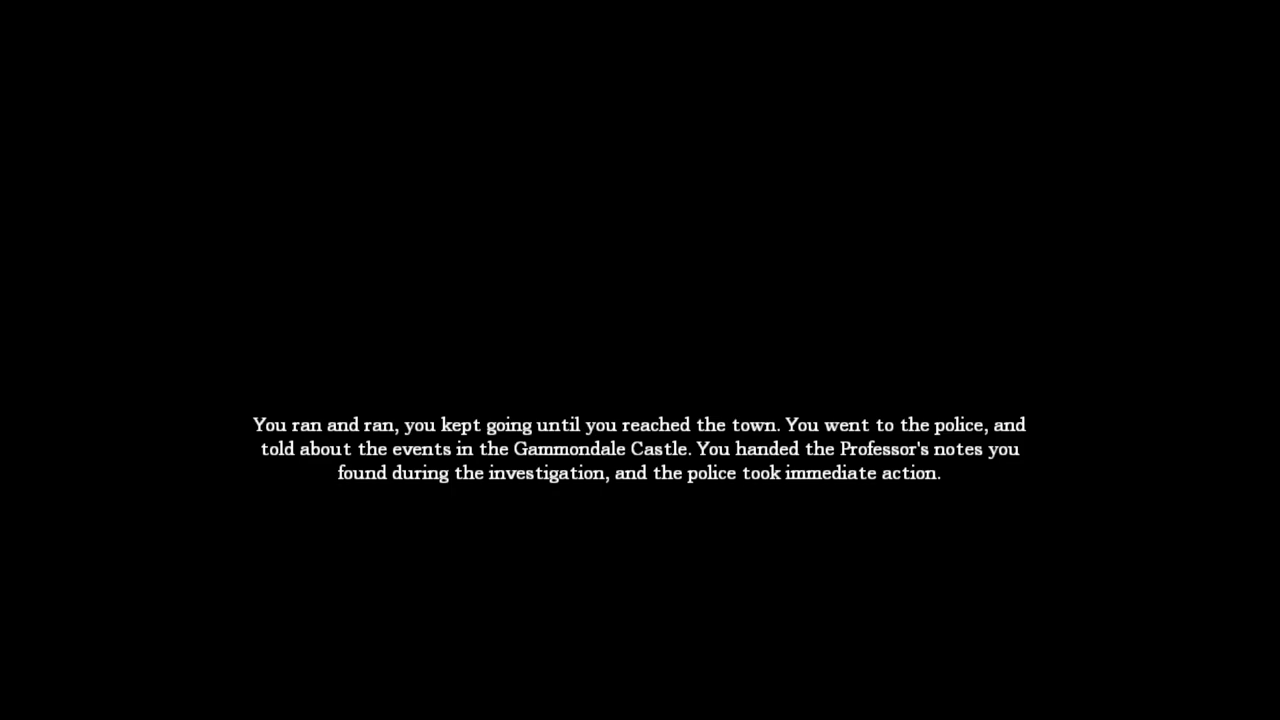 You ran and ran, you kept going until you reached the town. You went to the police, and
told about the events in the Gammondale Castle. You handed the Professor's notes you
found during the investigation, and the police took immediate action.